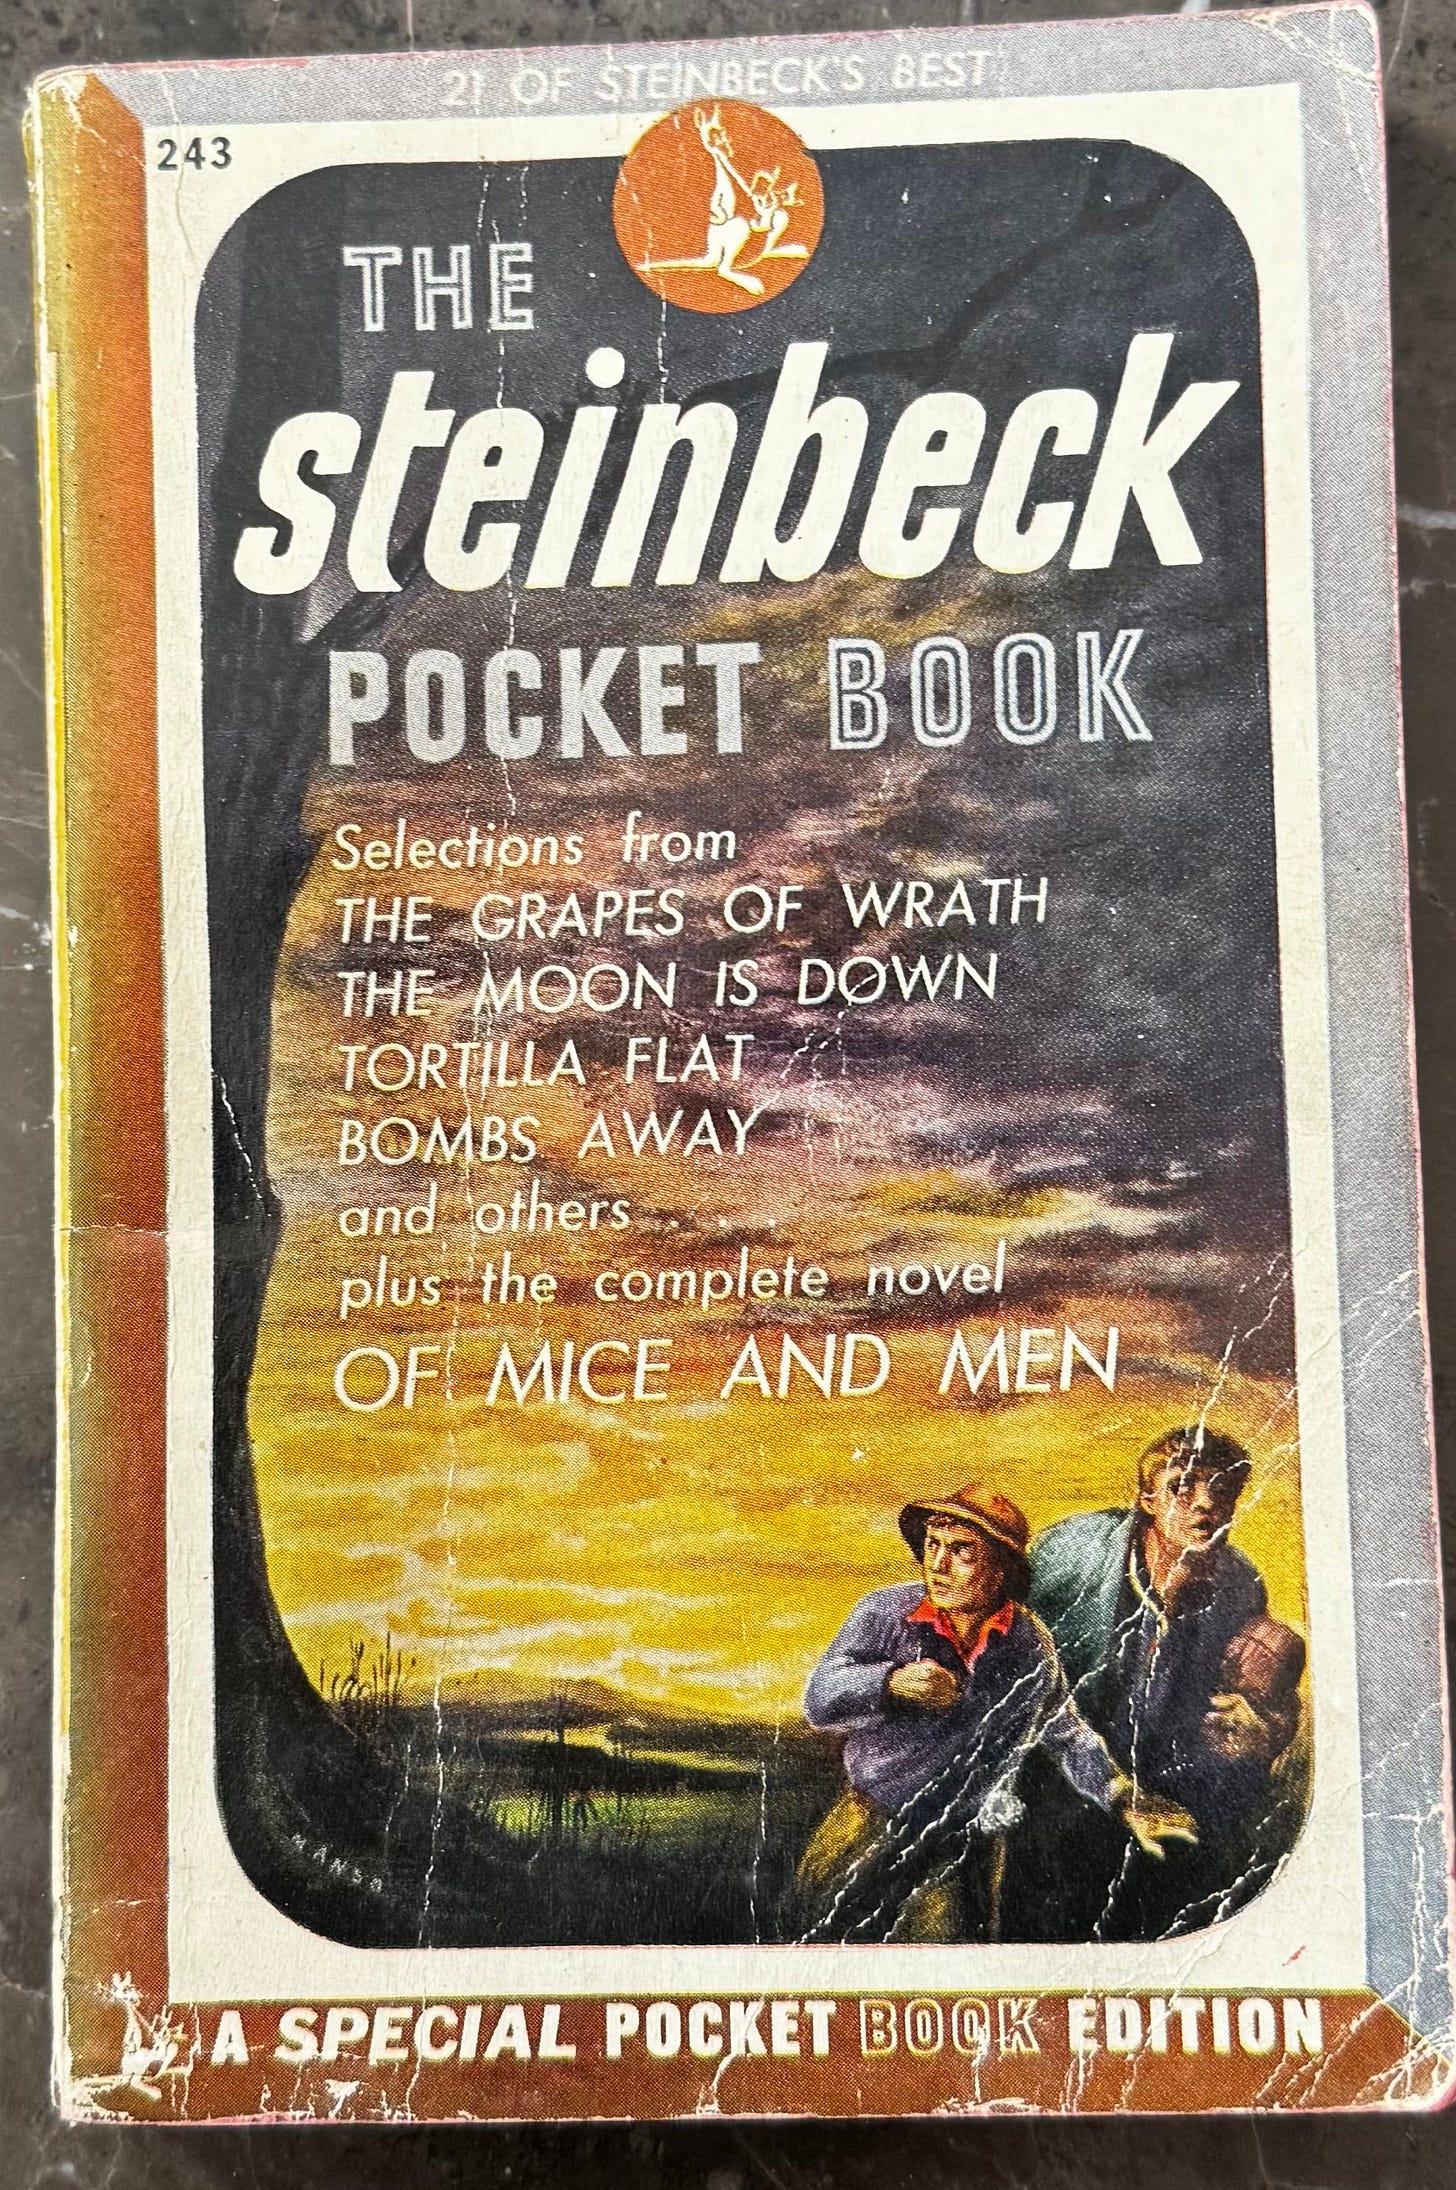 21 OF STEINBECK'S BEST
243
THE
steinbeck
POCKET BOOK
Selections from
THE GRAPES OF WRATH
THE MOON IS DOWN
TORTILLA FLAT
BOMBS AWAY
and others . . . .
plus the complete novel
OF MICE AND MEN
A SPECIAL POCKET BOOK EDITION